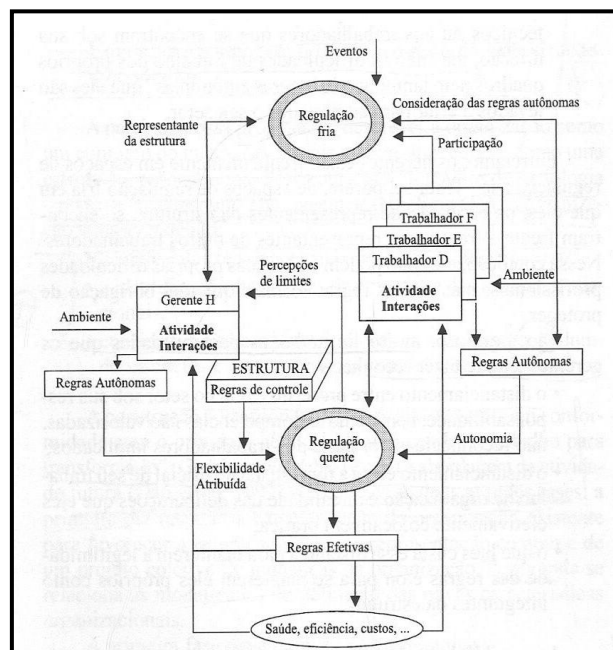 Eventos
Consideração das regras autônomas
Regulação
fria
Representante
da estrutura
Participação
Trabalhador F
Trabalhador E
Trabalhador D
Percepções de limites
Ambiente
Gerente H
Atividade
Interações
Ambiente
Atividade
Interações
Regras Autônomas
ESTRUTURA
Regras de controle
Regras Autônomas
Autonomia
Regulação
quente
Flexibilidade
Atribuída
Regras Efetivas
Saúde, eficiência, custos, ...